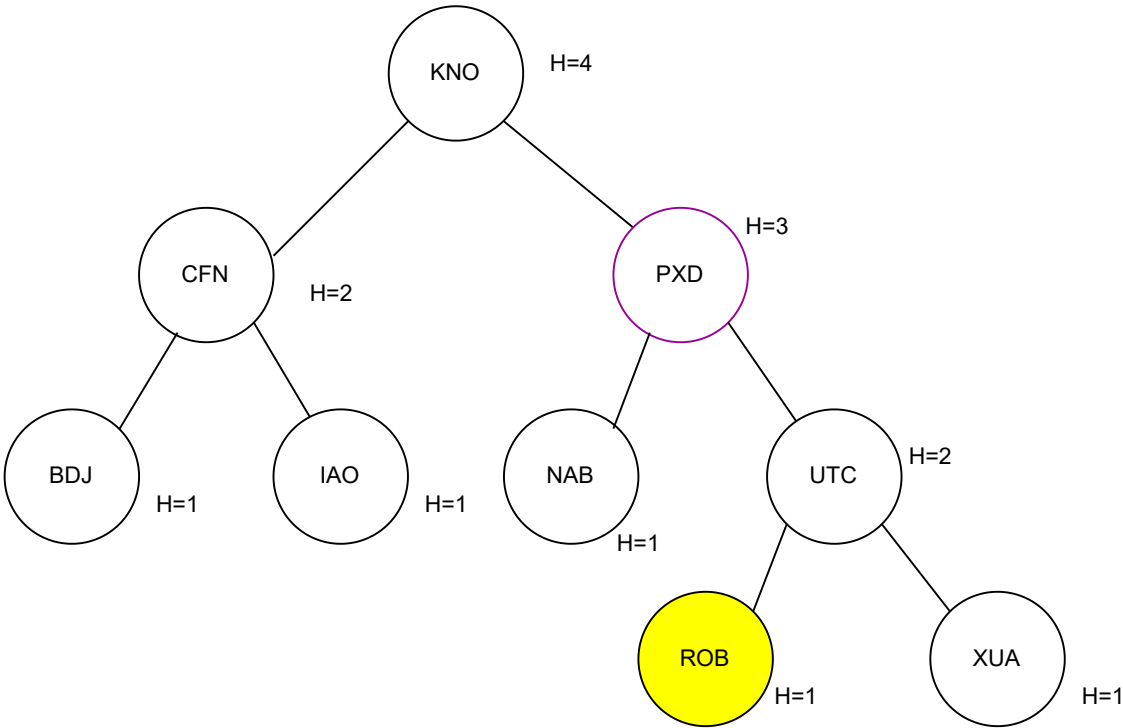 KNO
H=4
CFN
H=2
PXD
H=3
BDJ
H=1
IAO
H=1
NAB
H=1
UTC
H=2
ROB
H=1
XUA
H=1